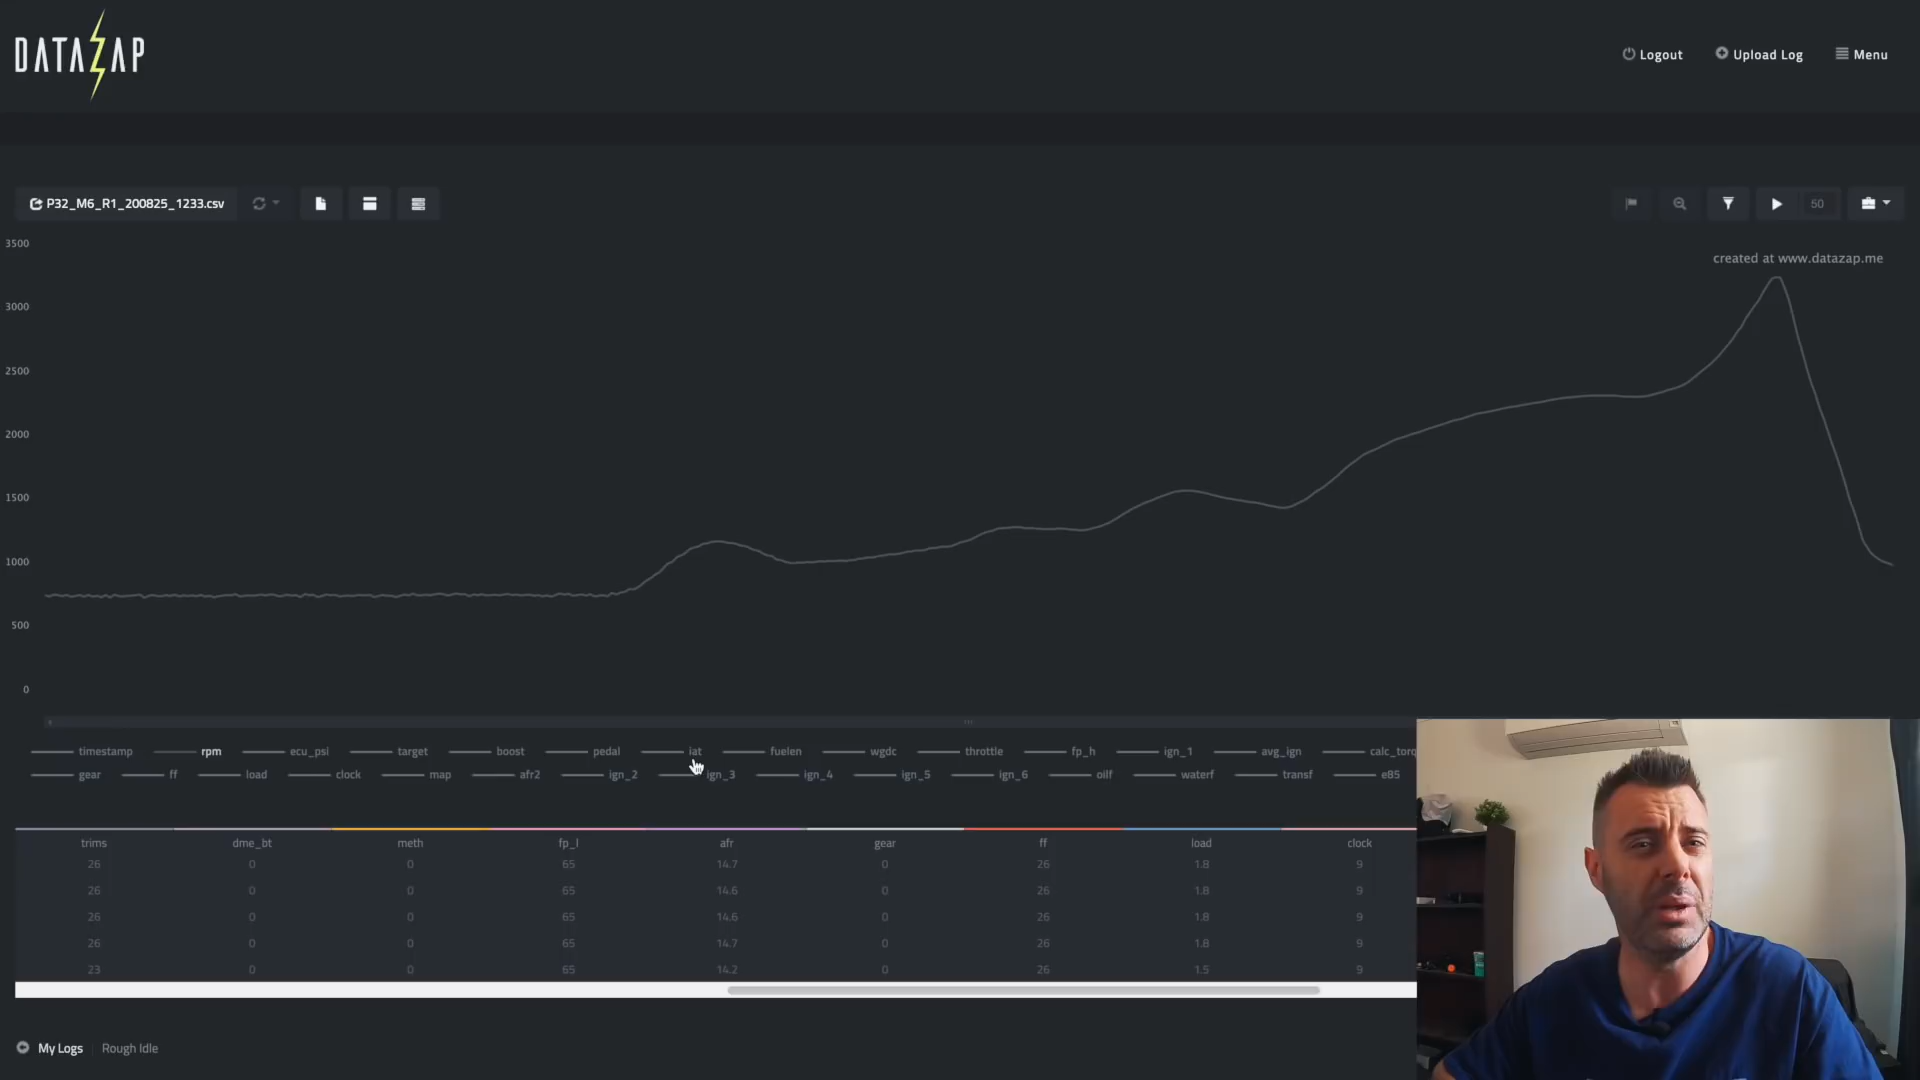 DATAZAP
Logout Upload Log Menu
P32_M6_R1_200825_1233.csv
50
3500
created at www.datazap.me
3000
2500
2000
1500
1000
500
0
timestamp rpm ecu_psi target boost pedal iat fuelen wgdc throttle fp_h ign_1 avg_ign calc_torq
gear ff load clock map afr2 ign_2 ign_3 ign_4 ign_5 ign_6 oilf waterf transf e85
trims dme_bt meth fp_l afr gear ff load clock
26 0 0 65 14.7 0 26 1.8 9
26 0 0 65 14.6 0 26 1.8 9
26 0 0 65 14.6 0 26 1.8 9
26 0 0 65 14.7 0 26 1.8 9
23 0 0 65 14.2 0 26 1.5 9
My Logs Rough Idle